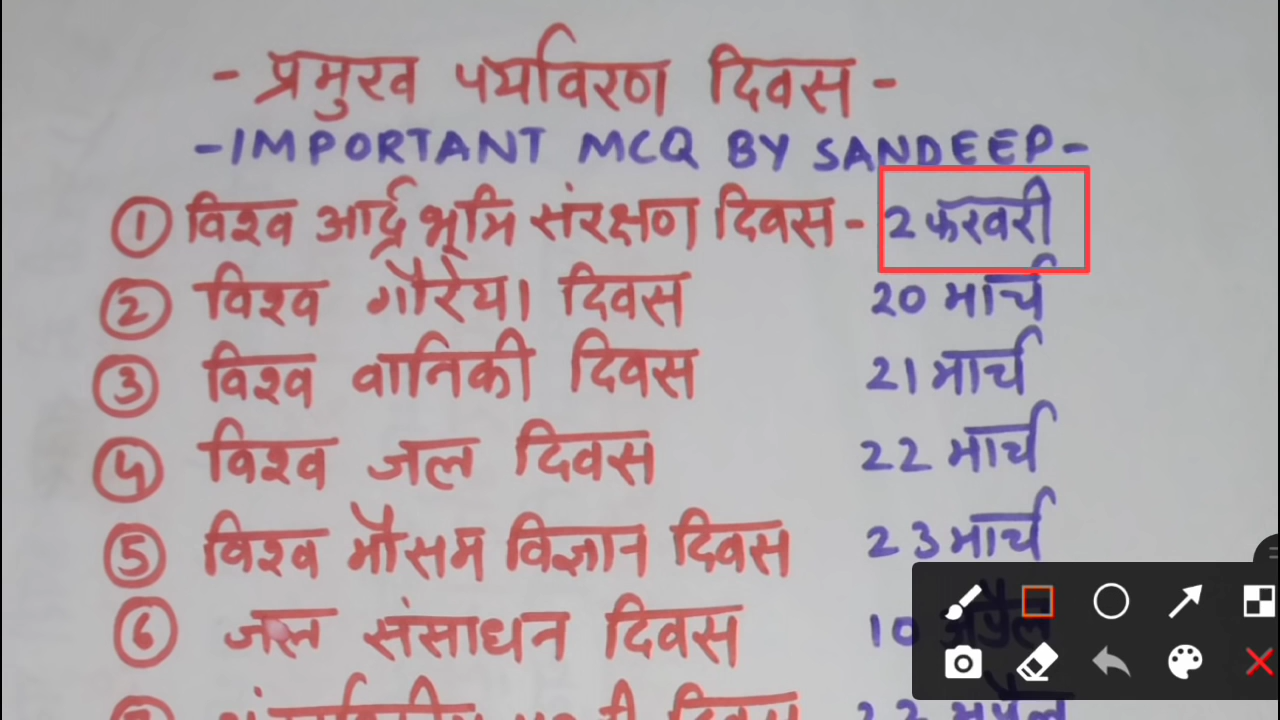 - प्रमुख पर्यावरण दिवस -
- IMPORTANT MCQ BY SANDEEP -
1 विश्व आर्द्र भूमि संरक्षण दिवस - 2 फरवरी
2 विश्व गौरेया दिवस 20 मार्च
3 विश्व वानिकी दिवस 21 मार्च
4 विश्व जल दिवस 22 मार्च
5 विश्व मौसम विज्ञान दिवस 23 मार्च
6 जल संसाधन दिवस 10 अप्रैल